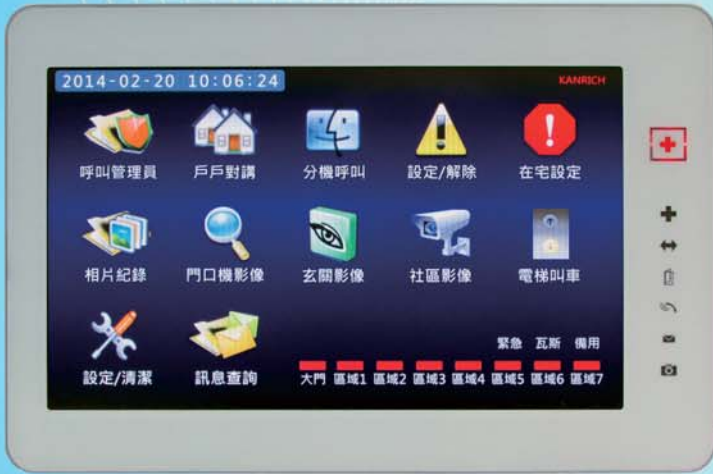 2014-02-20 10:06:24
KANRICH
呼叫管理員 戶戶對講 分機呼叫 設定/解除 在宅設定
相片紀錄 門口機影像 玄關影像 社區影像 電梯叫車
緊急 瓦斯 備用
設定/清潔 訊息查詢 大門 區域1 區域2 區域3 區域4 區域5 區域6 區域7